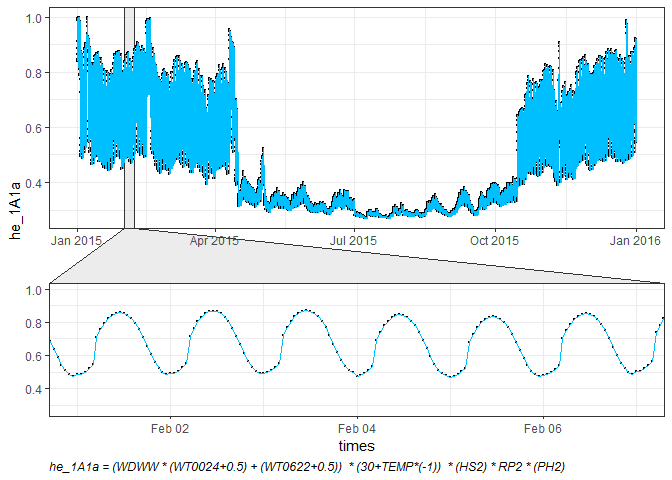 1.0
0.8
0.6
0.4
he_1A1a
Jan 2015 Apr 2015 Jul 2015 Oct 2015 Jan 2016
1.0
0.8
0.6
0.4
Feb 02 Feb 04 Feb 06
times
he_1A1a = (WDWW * (WT0024+0.5) + (WT0622+0.5)) * (30+TEMP*(-1)) * (HS2) * RP2 * (PH2)